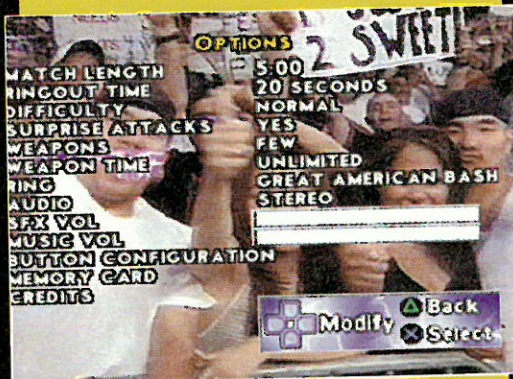 2 SWEET
OPTIONS
MATCH LENGTH 5:00
RINGOUT TIME 20 SECONDS
DIFFICULTY NORMAL
SURPRISE ATTACKS YES
WEAPONS FEW
WEAPON TIME UNLIMITED
RING GREAT AMERICAN BASH
AUDIO STEREO
SFX VOL
MUSIC VOL
BUTTON CONFIGURATION
MEMORY CARD
CREDITS
Modify
Back
Select